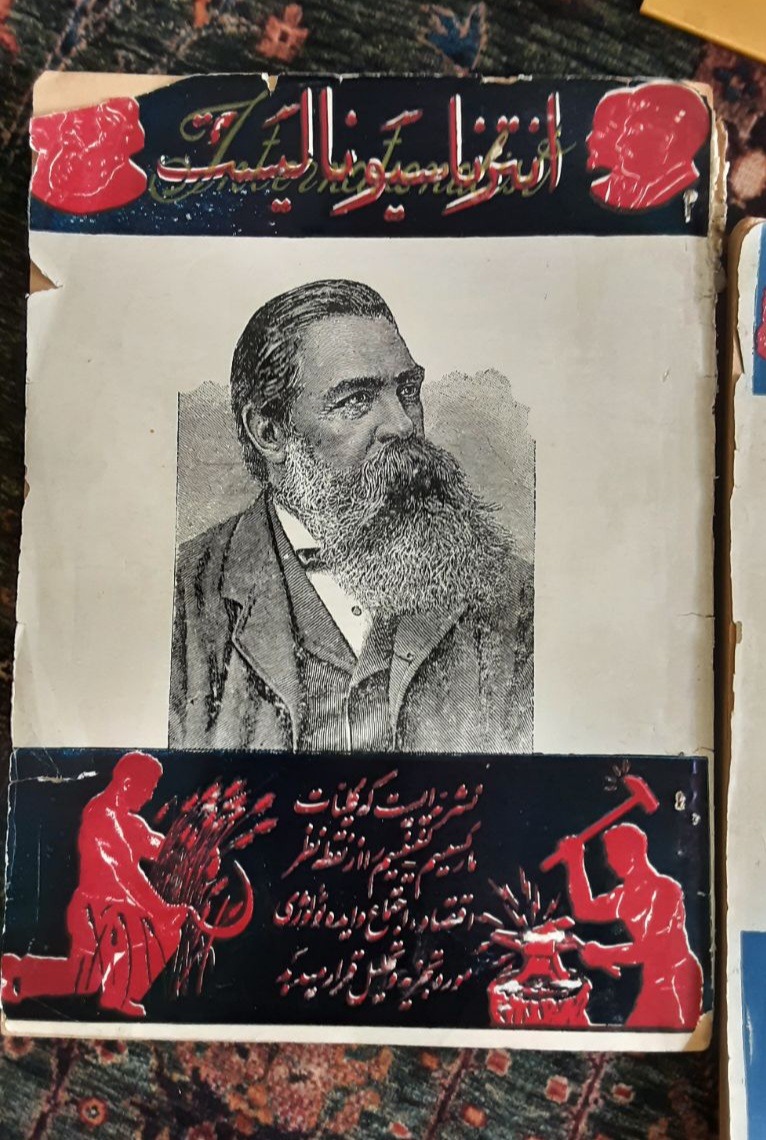 انترناسیونالیست
Internationalist
نشریه ایست که کلیات
مارکسیسم لنینیسم را از نقطه نظر
اقتصاد، اجتماع و ایده ئولوژی
مورد تجزیه و تحلیل قرار میدهد